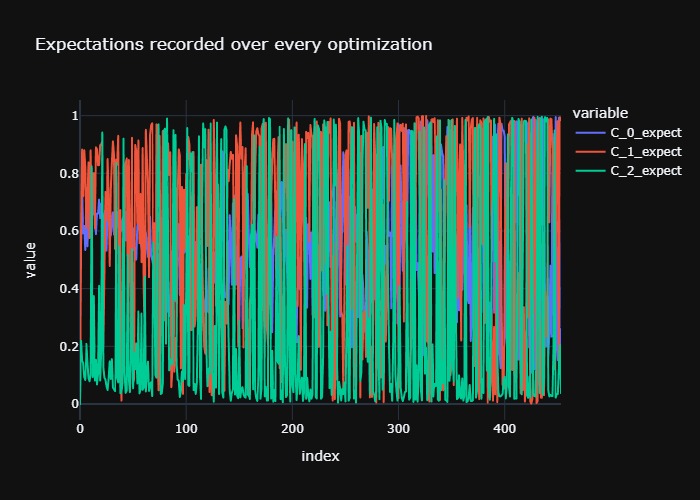 Expectations recorded over every optimization
variable
C_0_expect
C_1_expect
C_2_expect
1
0.8
0.6
0.4
0.2
0
value
0 100 200 300 400
index